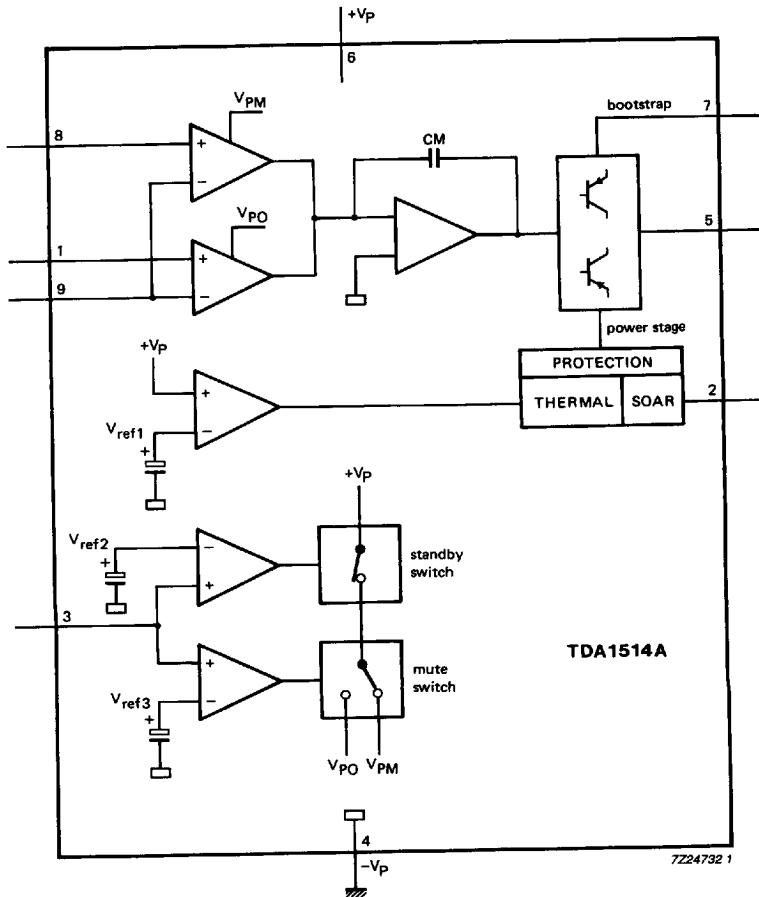 +VP
6
bootstrap 7
VPM
8
+
−
CM
VPO
1
+
9
−
5
power stage
+VP
PROTECTION
THERMAL SOAR 2
+
Vref1
+
−
+VP
Vref2
+
−
+
standby
switch
3
TDA1514A
+
−
mute
switch
Vref3
+
VPO VPM
4
−VP
7Z24732 1